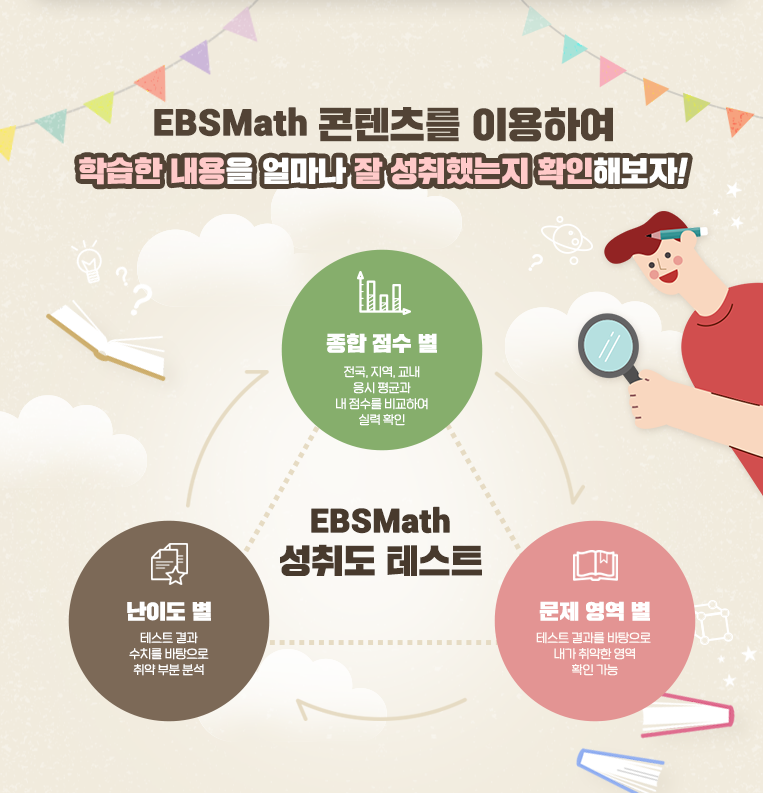 EBSMath 콘텐츠를 이용하여
학습한 내용을 얼마나 잘 성취했는지 확인해보자!
종합 점수 별
전국, 지역, 교내
응시 평균과
내 점수를 비교하여
실력 확인
EBSMath
성취도 테스트
난이도 별
테스트 결과
수치를 바탕으로
취약 부분 분석
문제 영역 별
테스트 결과를 바탕으로
내가 취약한 영역
확인 가능